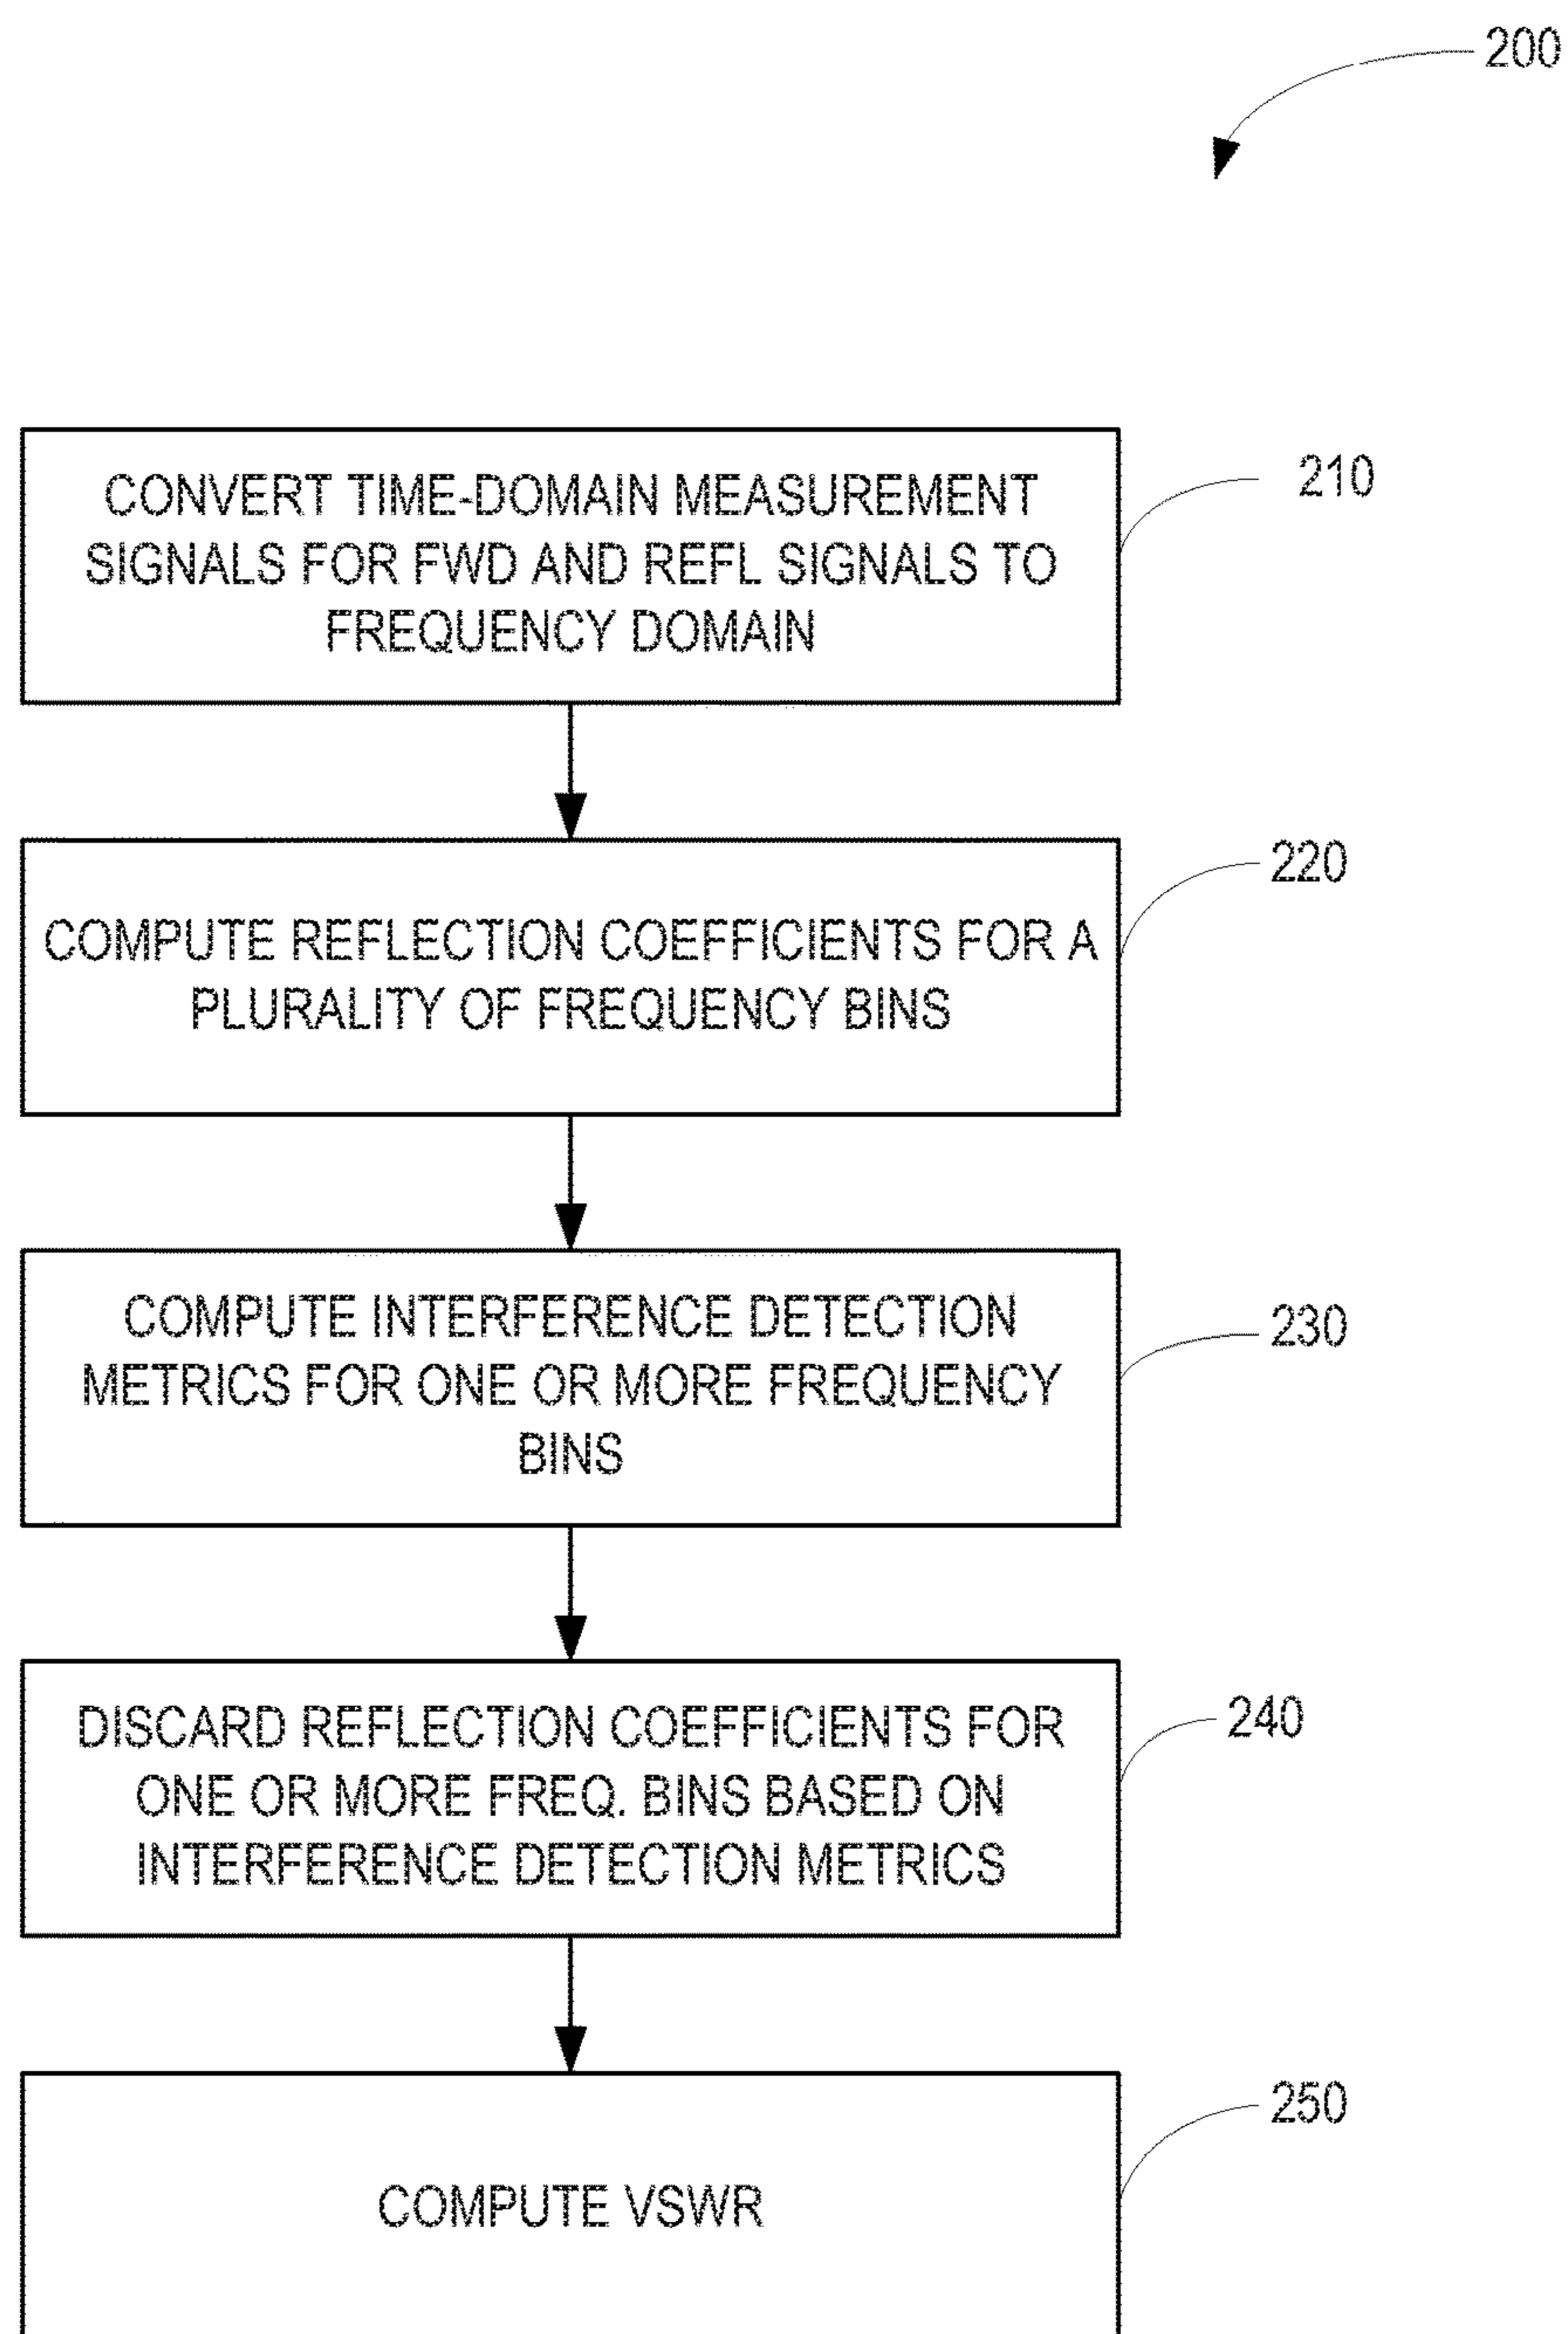 200
CONVERT TIME-DOMAIN MEASUREMENT
SIGNALS FOR FWD AND REFL SIGNALS TO
FREQUENCY DOMAIN
210
COMPUTE REFLECTION COEFFICIENTS FOR A
PLURALITY OF FREQUENCY BINS
220
COMPUTE INTERFERENCE DETECTION
METRICS FOR ONE OR MORE FREQUENCY
BINS
230
DISCARD REFLECTION COEFFICIENTS FOR
ONE OR MORE FREQ. BINS BASED ON
INTERFERENCE DETECTION METRICS
240
COMPUTE VSWR
250